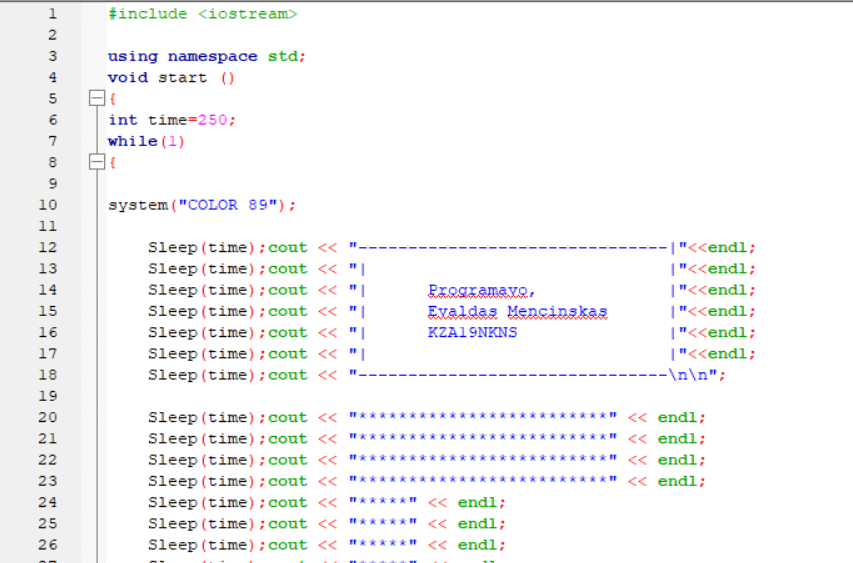 1 #include <iostream>
2
3 using namespace std;
4 void start ()
5 {
6 int time=250;
7 while(1)
8 {
9
10 system("COLOR 89");
11
12 Sleep(time);cout << "-------------------------------|"<<endl;
13 Sleep(time);cout << "|                              |"<<endl;
14 Sleep(time);cout << "|      Programavo,             |"<<endl;
15 Sleep(time);cout << "|      Evaldas Mencinskas      |"<<endl;
16 Sleep(time);cout << "|      KZA19NKNS               |"<<endl;
17 Sleep(time);cout << "|                              |"<<endl;
18 Sleep(time);cout << "-------------------------------\n\n";
19
20 Sleep(time);cout << "*************************" << endl;
21 Sleep(time);cout << "*************************" << endl;
22 Sleep(time);cout << "*************************" << endl;
23 Sleep(time);cout << "*************************" << endl;
24 Sleep(time);cout << "*****" << endl;
25 Sleep(time);cout << "*****" << endl;
26 Sleep(time);cout << "*****" << endl;